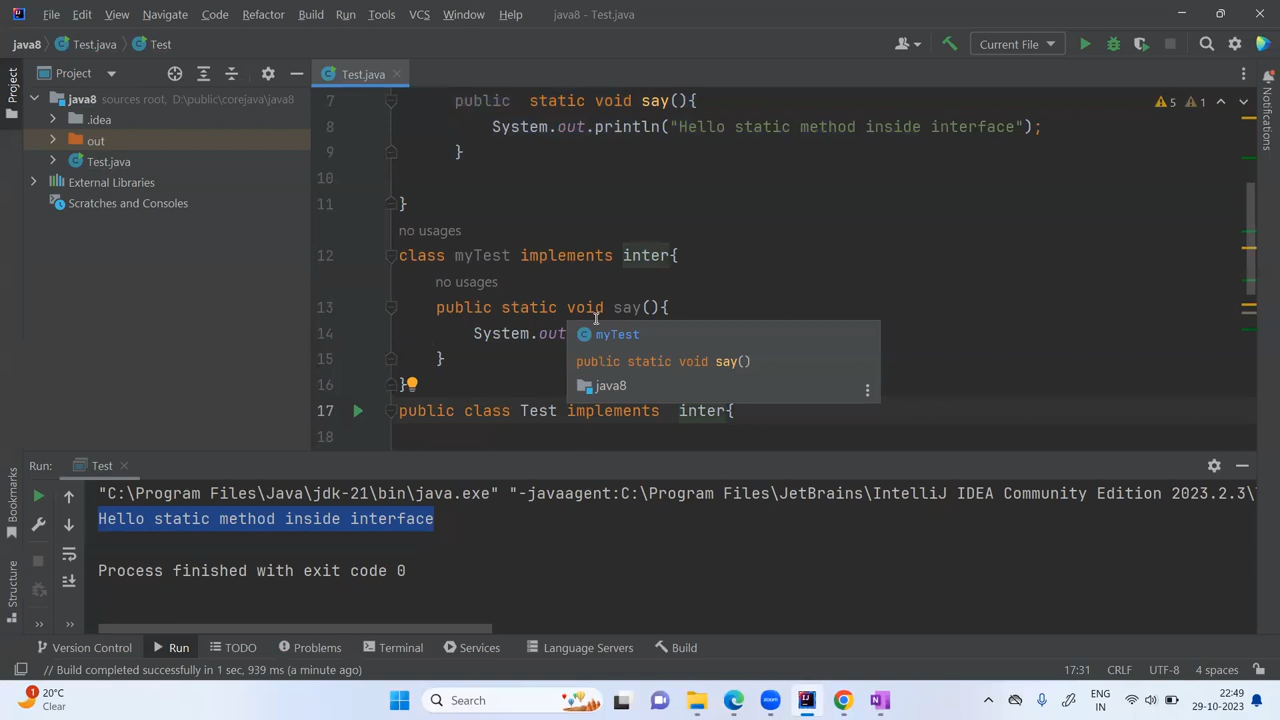 File Edit View Navigate Code Refactor Build Run Tools VCS Window Help java8 - Test.java
java8 Test.java Test Current File
Project Test.java
Project
Notifications
java8 sources root, D:\public\corejava\java8
.idea
out
Test.java
External Libraries
Scratches and Consoles
7 public static void say(){
5 1
8 System.out.println("Hello static method inside interface");
9 }
10
11 }
no usages
12 class myTest implements inter{
no usages
13 public static void say(){
14 System.out
15 }
16 }
17 public class Test implements inter{
18
myTest
public static void say()
java8
Run: Test
"C:\Program Files\Java\jdk-21\bin\java.exe" "-javaagent:C:\Program Files\JetBrains\IntelliJ IDEA Community Edition 2023.2.3\
Hello static method inside interface
Process finished with exit code 0
Bookmarks
Structure
Version Control Run TODO Problems Terminal Services Language Servers Build
// Build completed successfully in 1 sec, 939 ms (a minute ago) 17:31 CRLF UTF-8 4 spaces
1
20°C
Clear
Search
zoom
ENG
IN
22:49
29-10-2023